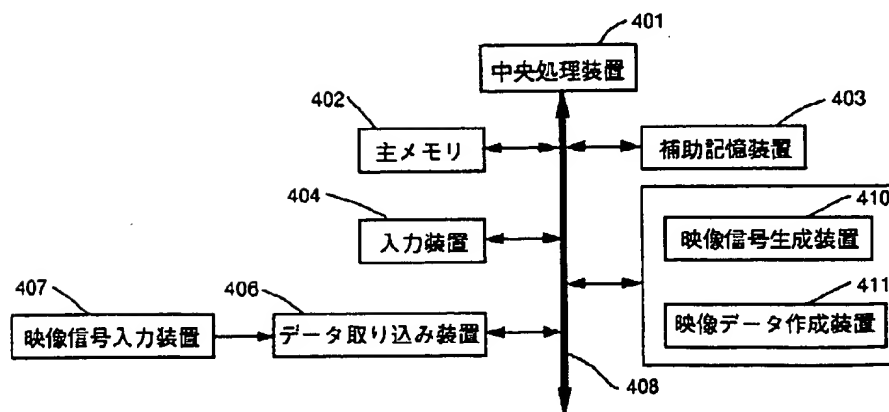 401
中央処理装置
402
主メモリ
403
補助記憶装置
404
入力装置
410
映像信号生成装置
407
映像信号入力装置
406
データ取り込み装置
411
映像データ作成装置
408